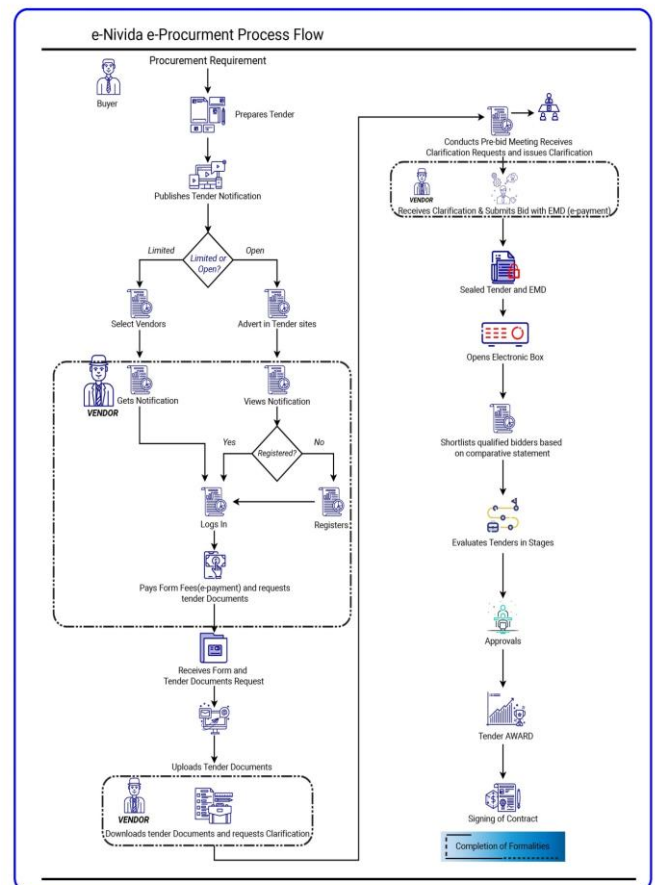 e-Nivida e-Procurment Process Flow
Procurement Requirement
Buyer
Prepares Tender
Publishes Tender Notification
Limited
Limited or
Open?
Open
Select Vendors
Advert in Tender sites
VENDOR
Gets Notification
Views Notification
Yes
Registered?
No
Logs In
Registers
Pays Form Fees(e-payment) and requests
tender Documents
Receives Form and
Tender Documents Request
Uploads Tender Documents
VENDOR
Downloads tender Documents and requests Clarification
Conducts Pre-bid Meeting Receives
Clarification Requests and issues Clarification
VENDOR
Receives Clarification & Submits Bid with EMD (e-payment)
Sealed Tender and EMD
Opens Electronic Box
Shortlists qualified bidders based
on comparative statement
Evaluates Tenders in Stages
Approvals
Tender AWARD
Signing of Contract
Completion of Formalities